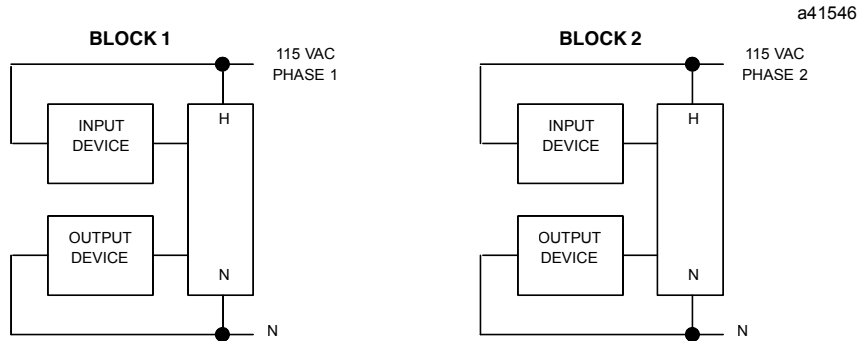 a41546
BLOCK 1
115 VAC
PHASE 1
INPUT
DEVICE
H
OUTPUT
DEVICE
N
N
BLOCK 2
115 VAC
PHASE 2
INPUT
DEVICE
H
OUTPUT
DEVICE
N
N